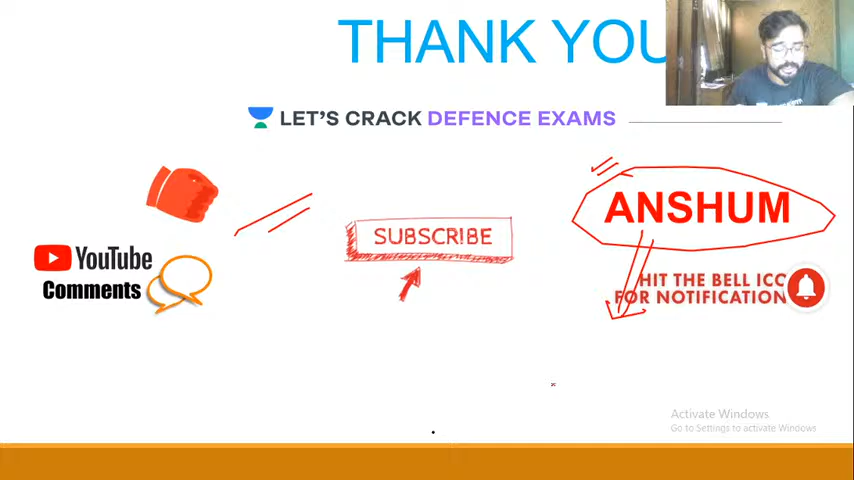 THANK YOU
LET'S CRACK DEFENCE EXAMS
ANSHUM
SUBSCRIBE
YouTube
Comments
HIT THE BELL ICC
FOR NOTIFICATION
Activate Windows
Go to Settings to activate Windows